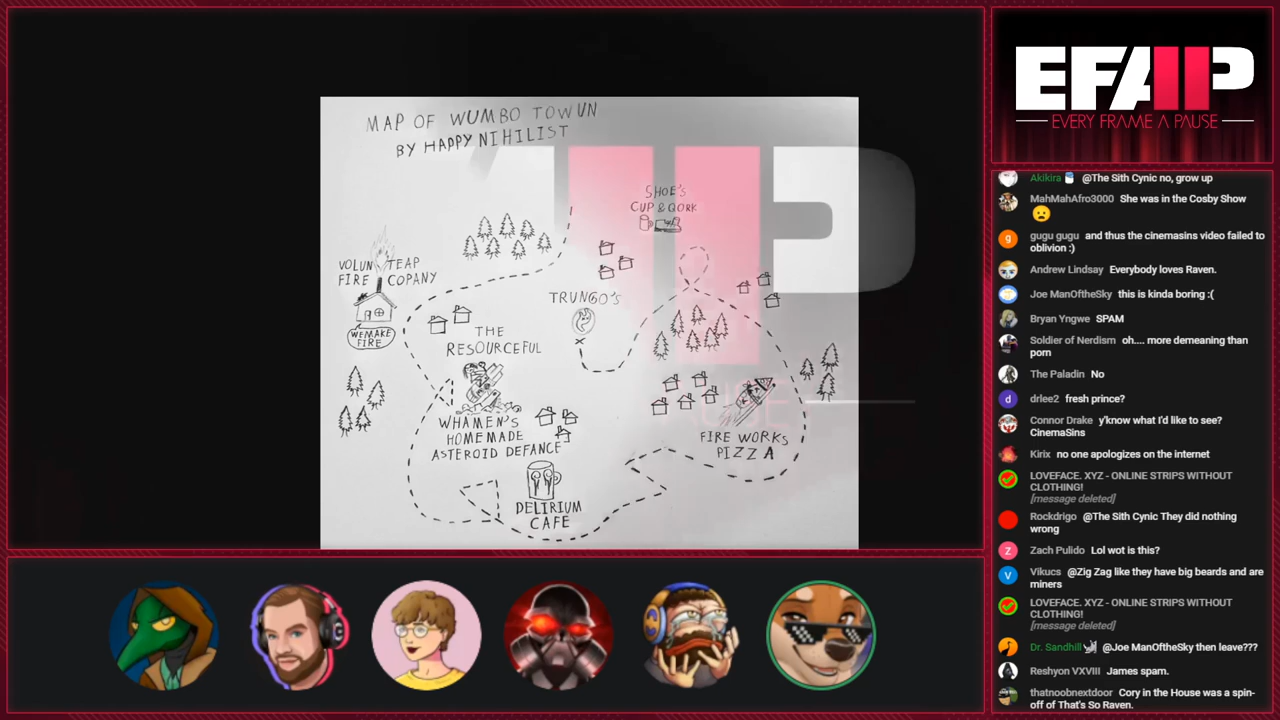 MAP OF WUMBO TOWUN
BY HAPPY NIHILIST
SHOE'S
CUP & QORK
VOLUN TEAP
FIRE COPANY
WE MAKE
FIRE
TRUNGO'S
THE
RESOURCEFUL
WHAMEN'S
HOMEMADE
ASTEROID DEFANCE
FIRE WORKS
PIZZA
DELIRIUM
CAFE
EFAP
EVERY FRAME A PAUSE
Akikira @The Sith Cynic no, grow up
MahMahAfro3000 She was in the Cosby Show
gugu gugu and thus the cinemasins video failed to
oblivion :)
Andrew Lindsay Everybody loves Raven.
Joe ManOftheSky this is kinda boring :(
Bryan Yngwe SPAM
Soldier of Nerdism oh.... more demeaning than
porn
The Paladin No
drlee2 fresh prince?
Connor Drake y'know what I'd like to see?
CinemaSins
Kirix no one apologizes on the internet
LOVEFACE. XYZ - ONLINE STRIPS WITHOUT
CLOTHING!
[message deleted]
Rockdrigo @The Sith Cynic They did nothing
wrong
Zach Pulido Lol wot is this?
Vikucs @Zig Zag like they have big beards and are
miners
LOVEFACE. XYZ - ONLINE STRIPS WITHOUT
CLOTHING!
[message deleted]
Dr. Sandhill @Joe ManOftheSky then leave???
Reshyon VXVIII James spam.
thatnoobnextdoor Cory in the House was a spin-
off of That's So Raven.